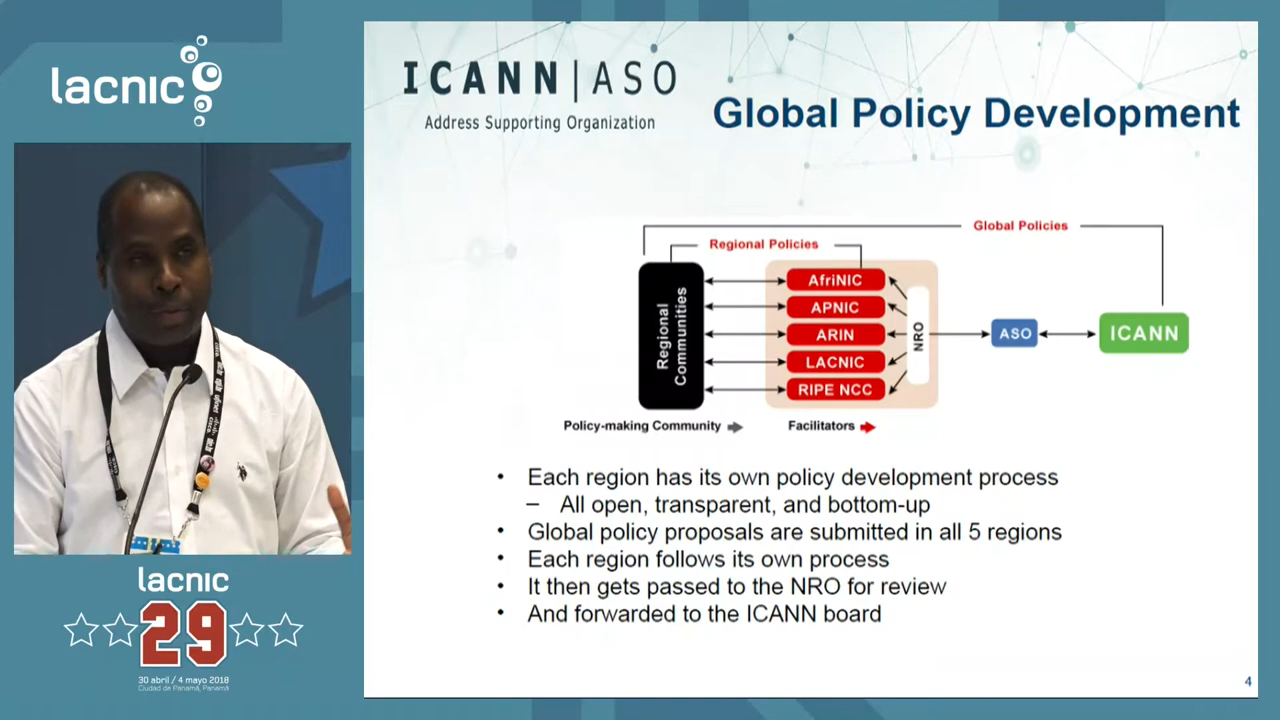 lacnic
lacnic
29
30 abril / 4 mayo 2018
Ciudad de Panamá, Panamá
ICANN|ASO
Address Supporting Organization
Global Policy Development
Global Policies
Regional Policies
Regional Communities
AfriNIC
APNIC
ARIN
LACNIC
RIPE NCC
NRO
ASO
ICANN
Policy-making Community
Facilitators
• Each region has its own policy development process
– All open, transparent, and bottom-up
• Global policy proposals are submitted in all 5 regions
• Each region follows its own process
• It then gets passed to the NRO for review
• And forwarded to the ICANN board
4